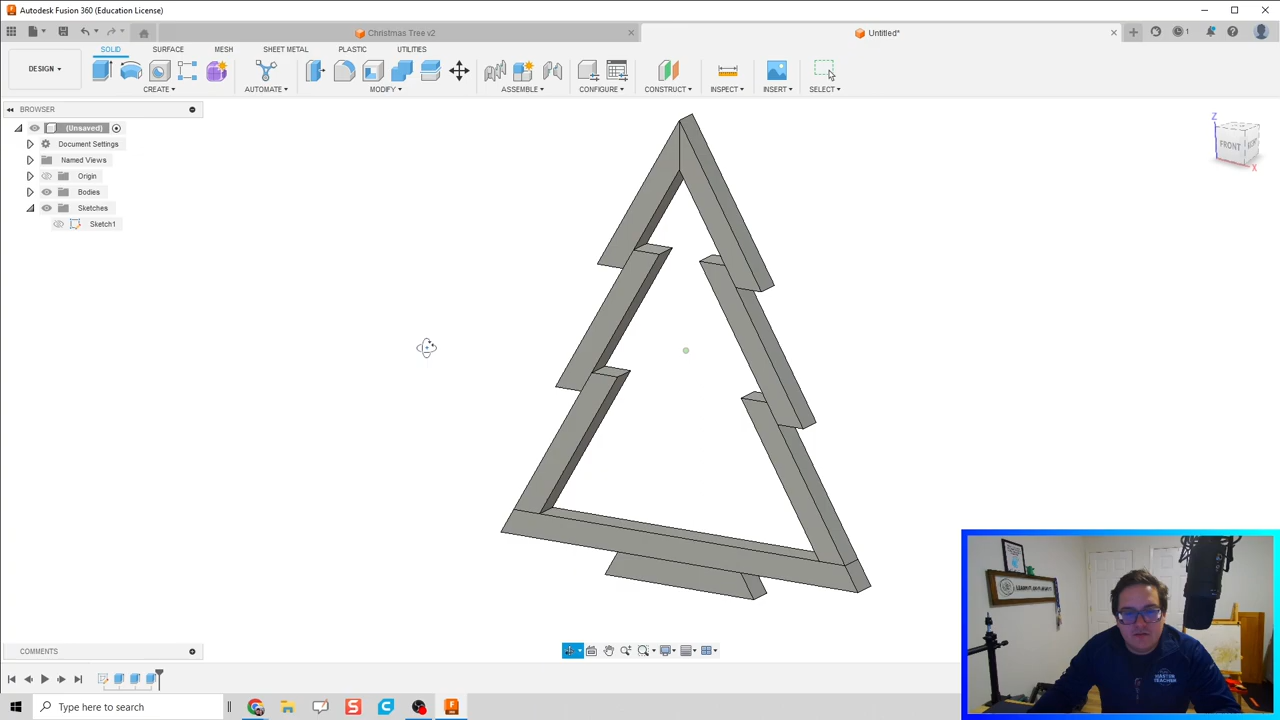 Autodesk Fusion 360 (Education License)
Christmas Tree v2
Untitled*
DESIGN
SOLID SURFACE MESH SHEET METAL PLASTIC UTILITIES
CREATE AUTOMATE MODIFY ASSEMBLE CONFIGURE CONSTRUCT INSPECT INSERT SELECT
BROWSER
(Unsaved)
Document Settings
Named Views
Origin
Bodies
Sketches
Sketch1
Z
FRONT
X
MASTER
TEACHER
COMMENTS
Type here to search